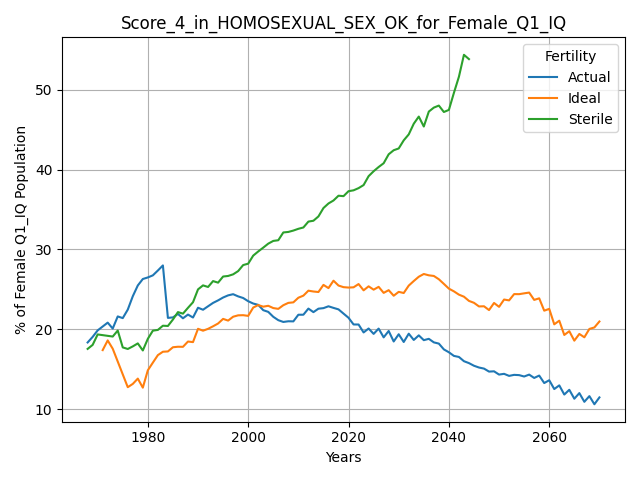 Score_4_in_HOMOSEXUAL_SEX_OK_for_Female_Q1_IQ
% of Female Q1_IQ Population
50
40
30
20
10
Fertility
Actual
Ideal
Sterile
1980
2000
2020
2040
2060
Years